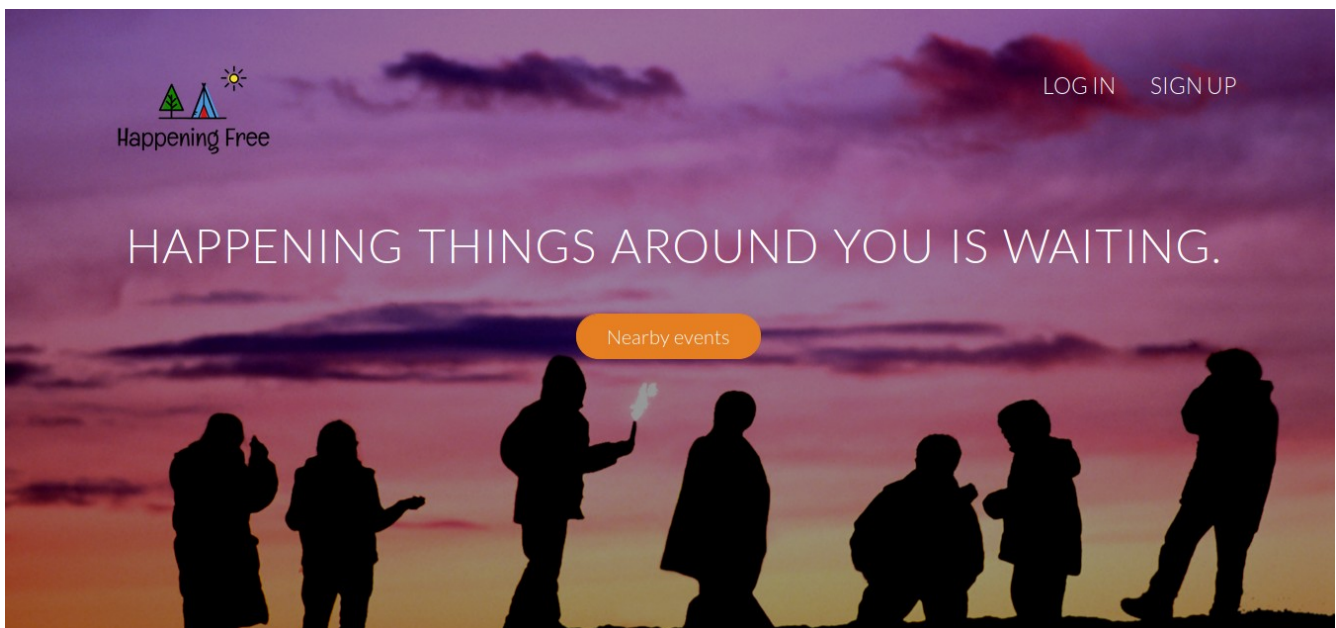 Happening Free
LOG IN SIGN UP
HAPPENING THINGS AROUND YOU IS WAITING.
Nearby events